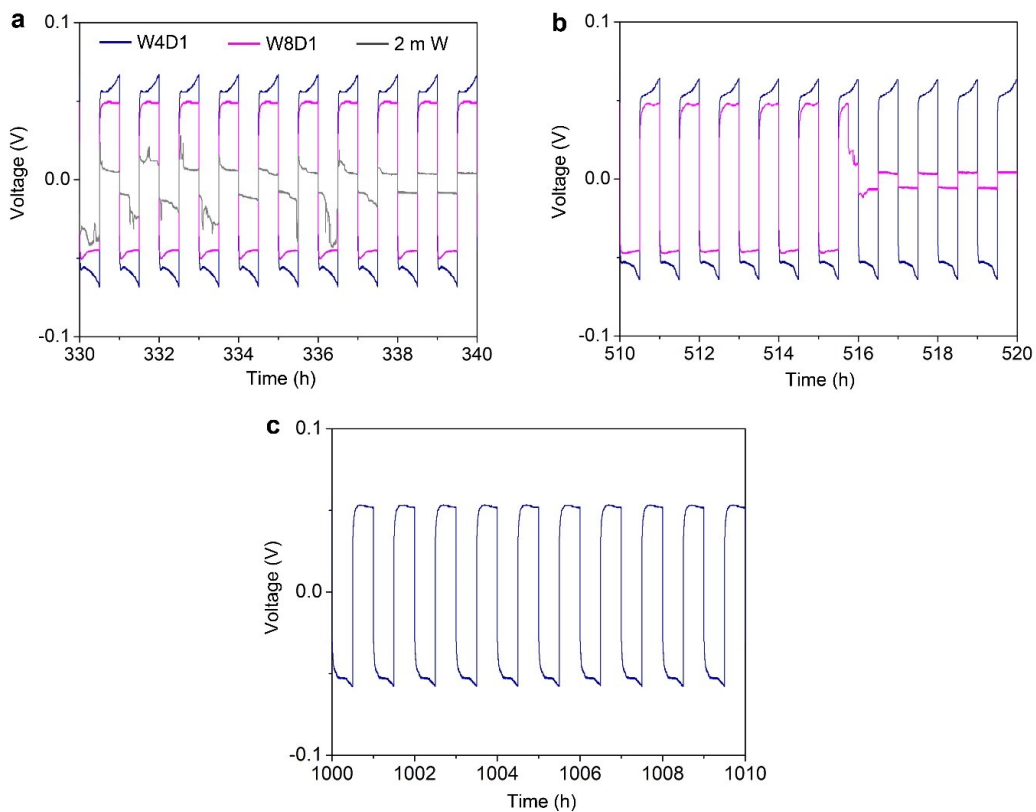 a
W4D1 W8D1 2 m W
0.1
0.0
-0.1
Voltage (V)
330 332 334 336 338 340
Time (h)
b
0.1
0.0
-0.1
Voltage (V)
510 512 514 516 518 520
Time (h)
c
0.1
0.0
-0.1
Voltage (V)
1000 1002 1004 1006 1008 1010
Time (h)